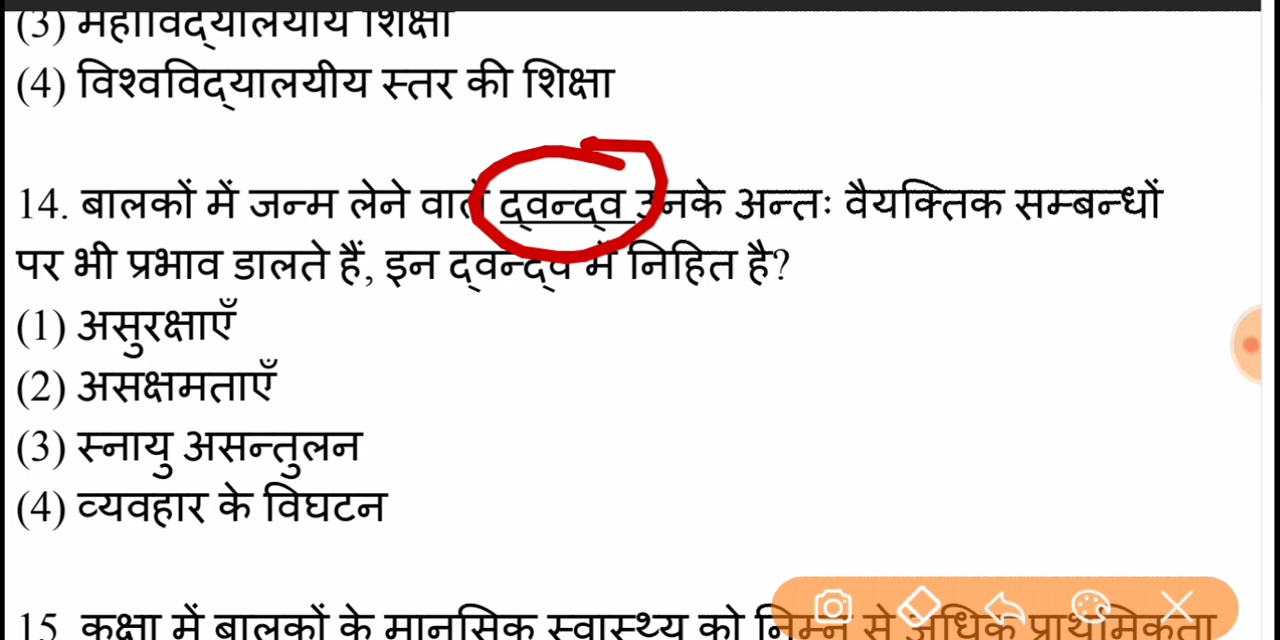 (3) महाविद्यालयीय शिक्षा
(4) विश्वविद्यालयीय स्तर की शिक्षा
14. बालकों में जन्म लेने वाले द्वन्द्व उनके अन्तः वैयक्तिक सम्बन्धों
पर भी प्रभाव डालते हैं, इन द्वन्द्व में निहित है?
(1) असुरक्षाएँ
(2) असक्षमताएँ
(3) स्नायु असन्तुलन
(4) व्यवहार के विघटन
15. कक्षा में बालकों के मानसिक स्वास्थ्य को निम्न से अधिक प्राथमिकता